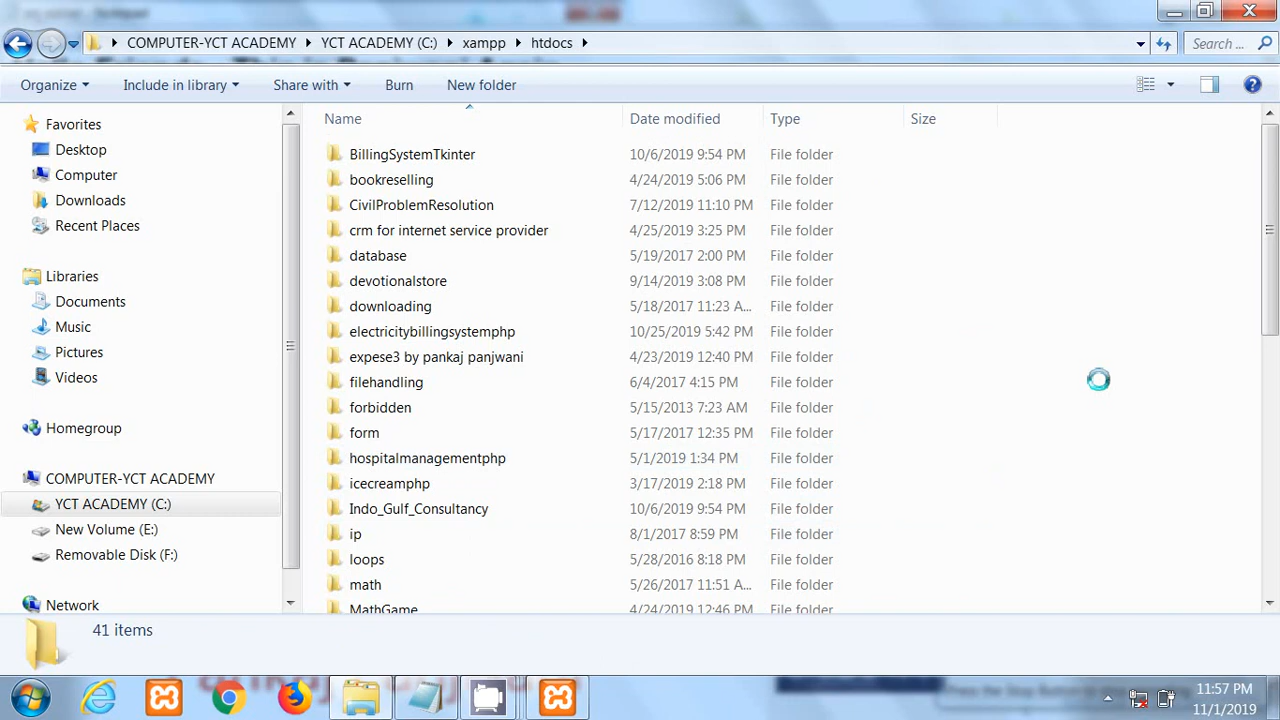 COMPUTER-YCT ACADEMY YCT ACADEMY (C:) xampp htdocs Search ...
Organize Include in library Share with Burn New folder
Favorites
Desktop
Computer
Downloads
Recent Places
Libraries
Documents
Music
Pictures
Videos
Homegroup
COMPUTER-YCT ACADEMY
YCT ACADEMY (C:)
New Volume (E:)
Removable Disk (F:)
Network
Name Date modified Type Size
BillingSystemTkinter 10/6/2019 9:54 PM File folder
bookreselling 4/24/2019 5:06 PM File folder
CivilProblemResolution 7/12/2019 11:10 PM File folder
crm for internet service provider 4/25/2019 3:25 PM File folder
database 5/19/2017 2:00 PM File folder
devotionalstore 9/14/2019 3:08 PM File folder
downloading 5/18/2017 11:23 A... File folder
electricitybillingsystemphp 10/25/2019 5:42 PM File folder
expese3 by pankaj panjwani 4/23/2019 12:40 PM File folder
filehandling 6/4/2017 4:15 PM File folder
forbidden 5/15/2013 7:23 AM File folder
form 5/17/2017 12:35 PM File folder
hospitalmanagementphp 5/1/2019 1:34 PM File folder
icecreamphp 3/17/2019 2:18 PM File folder
Indo_Gulf_Consultancy 10/6/2019 9:54 PM File folder
ip 8/1/2017 8:59 PM File folder
loops 5/28/2016 8:18 PM File folder
math 5/26/2017 11:51 A... File folder
MathGame 4/24/2019 12:46 PM File folder
41 items
11:57 PM
11/1/2019